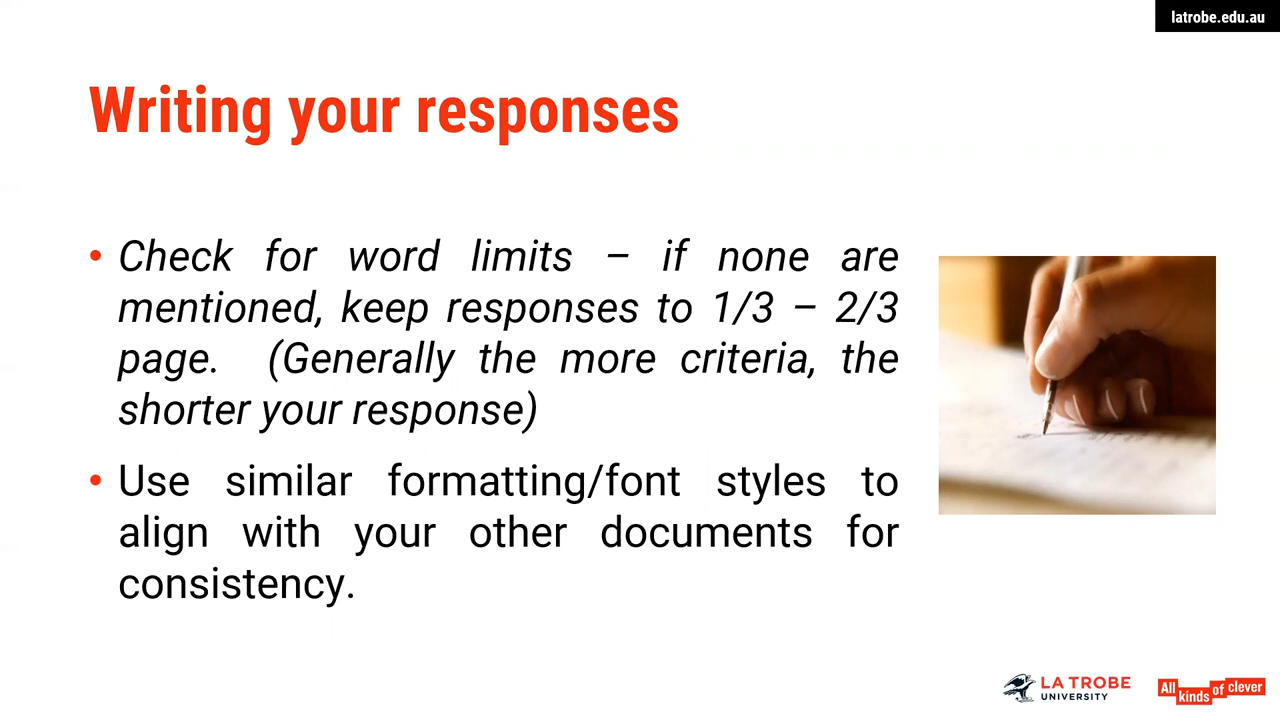 latrobe.edu.au
Writing your responses
• Check for word limits – if none are
mentioned, keep responses to 1/3 – 2/3
page.  (Generally the more criteria, the
shorter your response)
• Use similar formatting/font styles to
align with your other documents for
consistency.
LA TROBE
UNIVERSITY
All kinds of clever